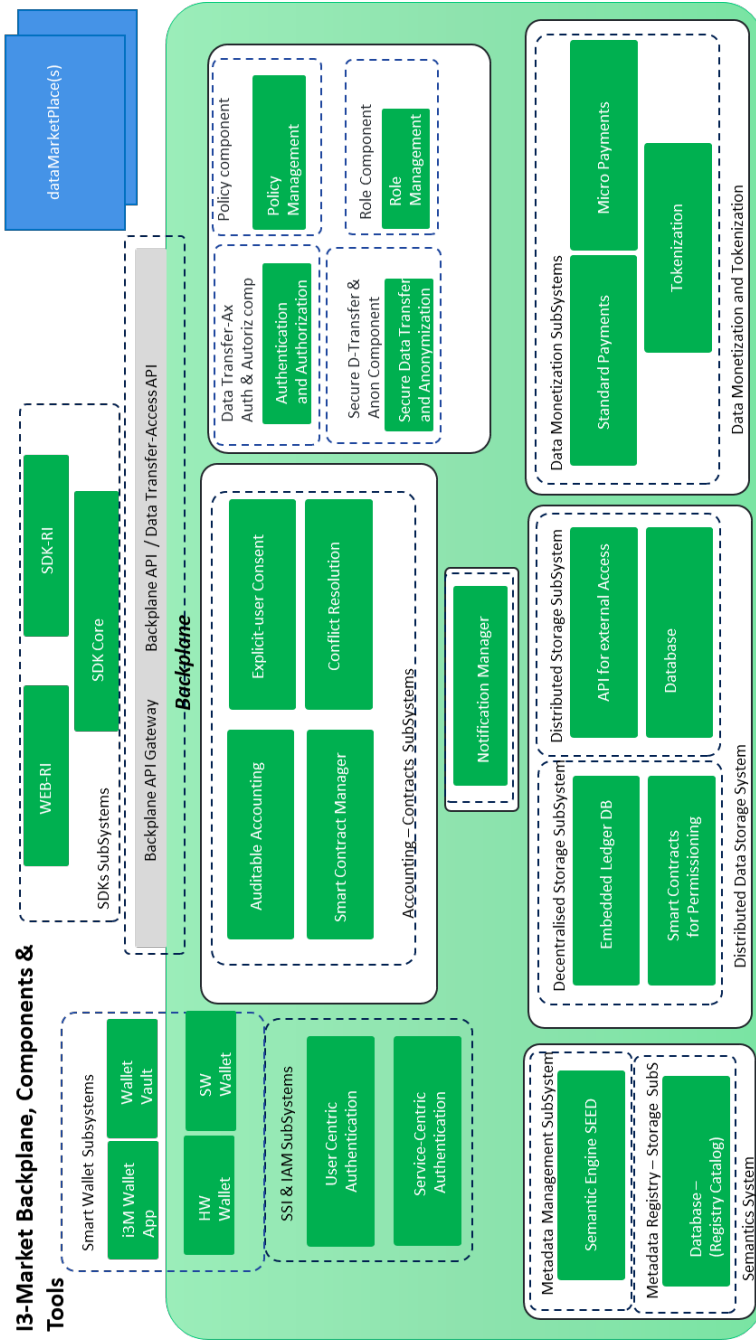 I3-Market Backplane, Components &
Tools
dataMarketPlace(s)
SDKs SubSystems
WEB-RI
SDK-RI
SDK Core
Backplane API Gateway
Backplane API / Data Transfer-Access API
Backplane
Smart Wallet Subsystems
i3M Wallet
App
Wallet
Vault
HW
Wallet
SW
Wallet
SSI & IAM SubSystems
User Centric
Authentication
Service-Centric
Authentication
Auditable Accounting
Explicit-user Consent
Smart Contract Manager
Conflict Resolution
Accounting – Contracts SubSystems
Data Transfer-Ax
Auth & Autoriz comp
Authentication
and Authorization
Policy component
Policy
Management
Secure D-Transfer &
Anon Component
Secure Data Transfer
and Anonymization
Role Component
Role
Management
Notification Manager
Metadata Management SubSystem
Semantic Engine SEED
Metadata Registry – Storage SubS
Database –
(Registry Catalog)
Semantics System
Decentralised Storage SubSystem
Embedded Ledger DB
Smart Contracts
for Permissioning
Distributed Storage SubSystem
API for external Access
Database
Distributed Data Storage System
Data Monetization SubSystems
Standard Payments
Micro Payments
Tokenization
Data Monetization and Tokenization